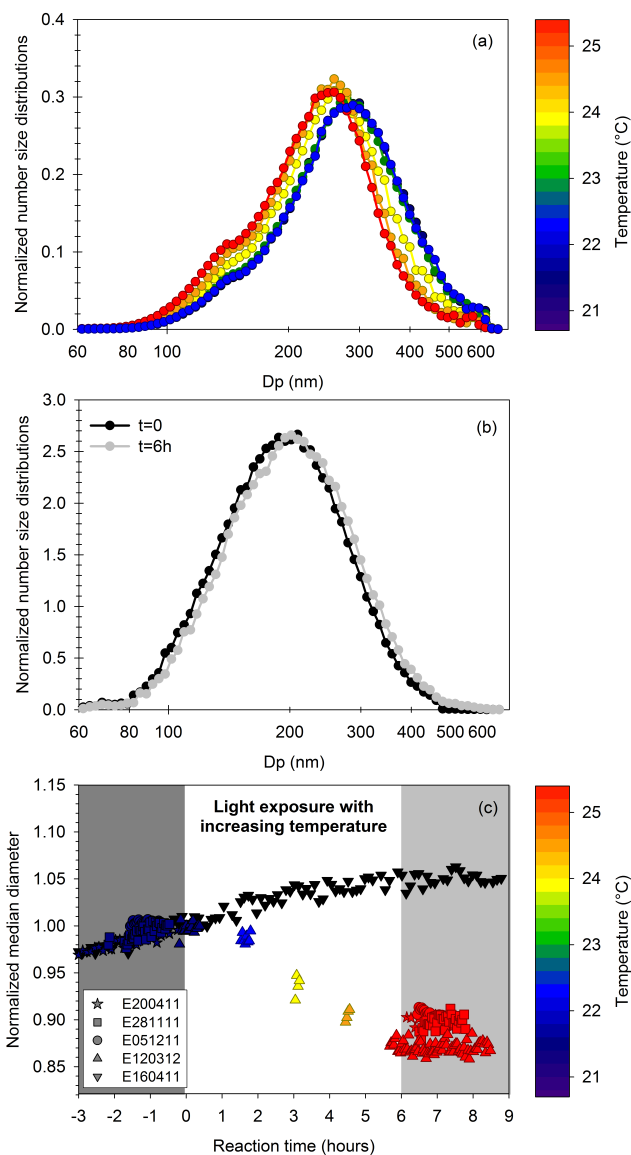 0.4
0.3
0.2
0.1
0.0
Normalized number size distributions
(a)
60 80 100 200 300 400 500 600
Dp (nm)
25
24
23
22
21
Temperature (°C)
3.0
2.5
2.0
1.5
1.0
0.5
0.0
Normalized number size distributions
t=0
t=6h
(b)
60 80 100 200 300 400 500 600
Dp (nm)
1.15
1.10
1.05
1.00
0.95
0.90
0.85
Normalized median diameter
Light exposure with
increasing temperature
(c)
E200411
E281111
E051211
E120312
E160411
-3 -2 -1 0 1 2 3 4 5 6 7 8 9
Reaction time (hours)
25
24
23
22
21
Temperature (°C)